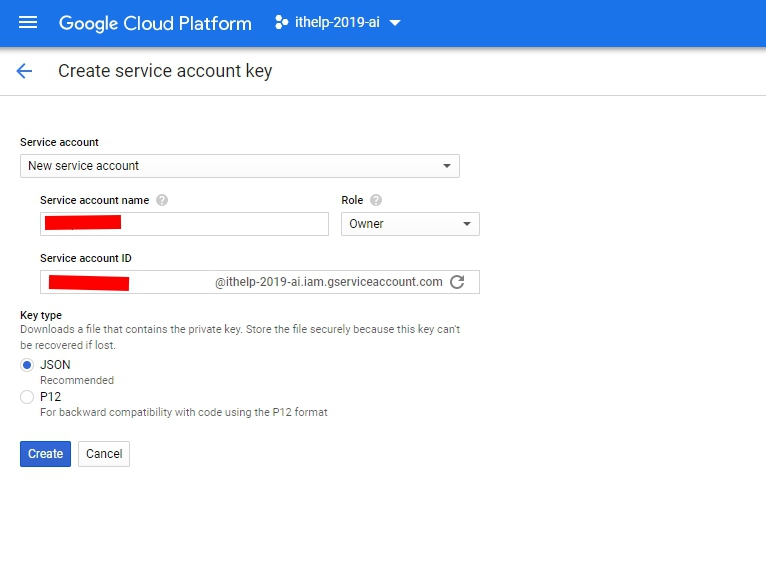 Google Cloud Platform ithelp-2019-ai
Create service account key
Service account
New service account
Service account name ? Role ?
Owner
Service account ID
@ithelp-2019-ai.iam.gserviceaccount.com
Key type
Downloads a file that contains the private key. Store the file securely because this key can't
be recovered if lost.
JSON
Recommended
P12
For backward compatibility with code using the P12 format
Create Cancel